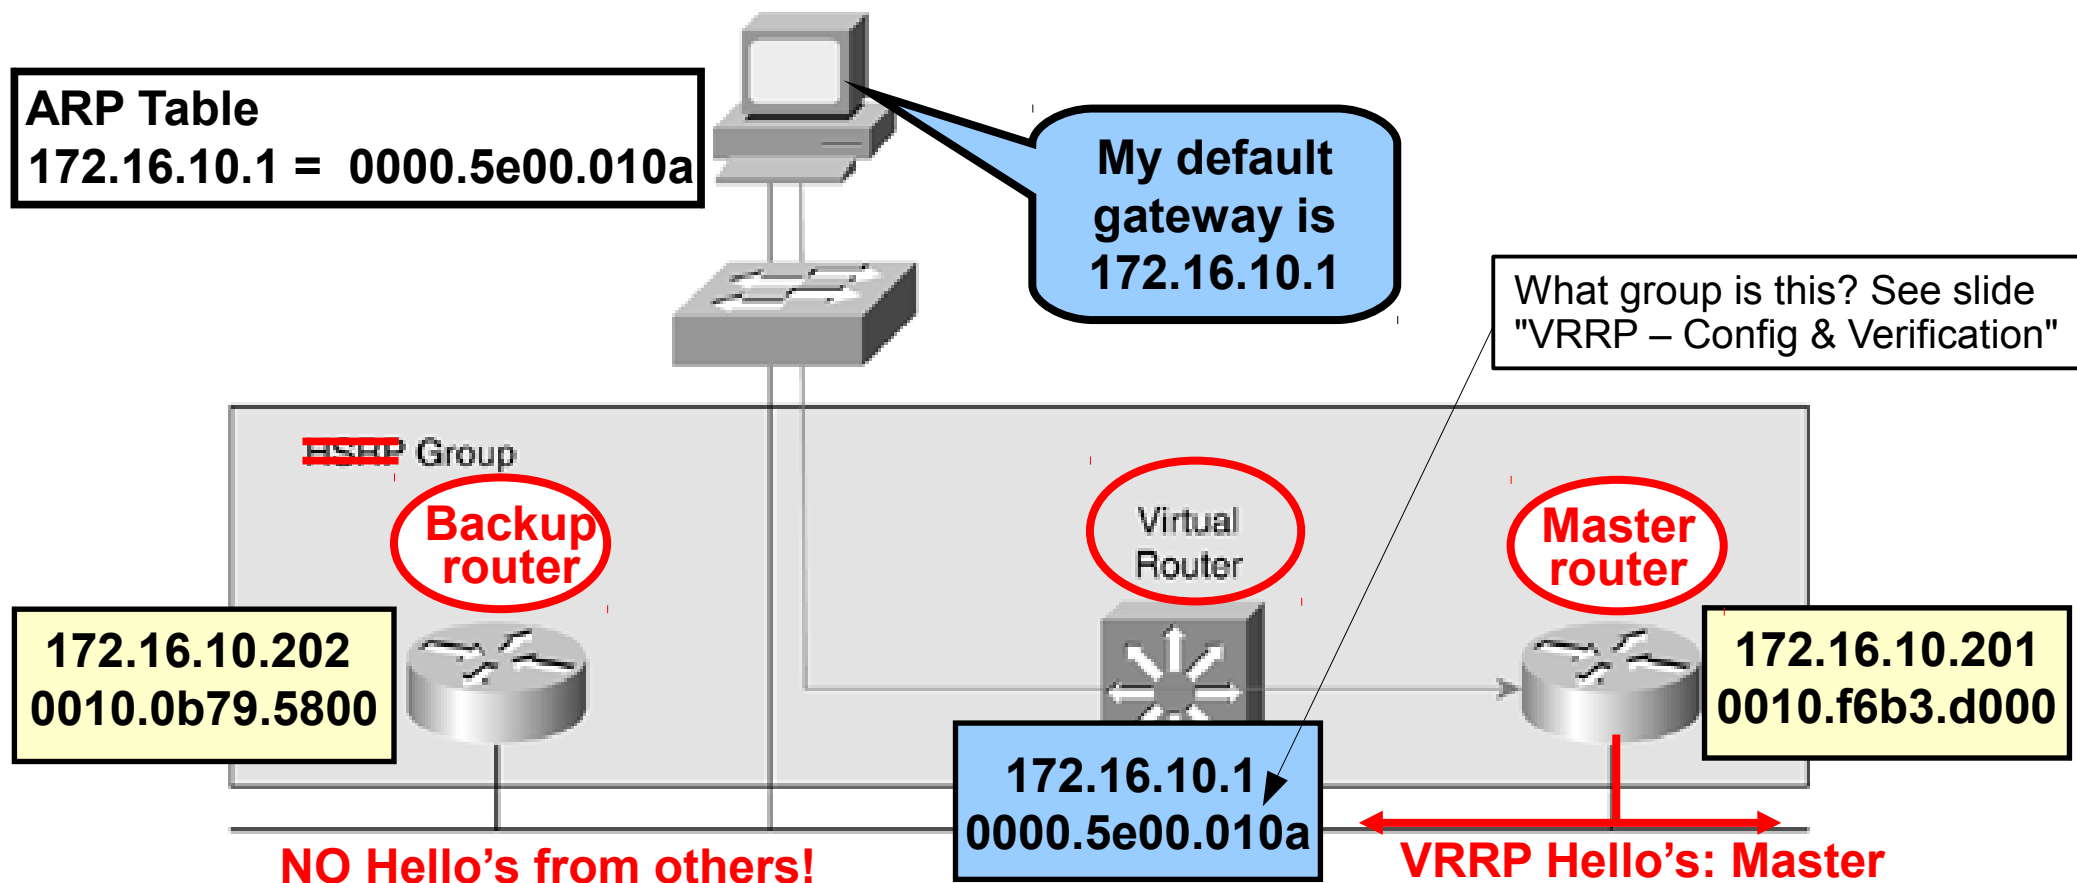 ARP Table
172.16.10.1 = 0000.5e00.010a
My default
gateway is
172.16.10.1
What group is this? See slide
"VRRP – Config & Verification"
HSRP Group
Backup
router
Virtual
Router
Master
router
172.16.10.202
0010.0b79.5800
172.16.10.1
0000.5e00.010a
172.16.10.201
0010.f6b3.d000
NO Hello’s from others!
VRRP Hello’s: Master